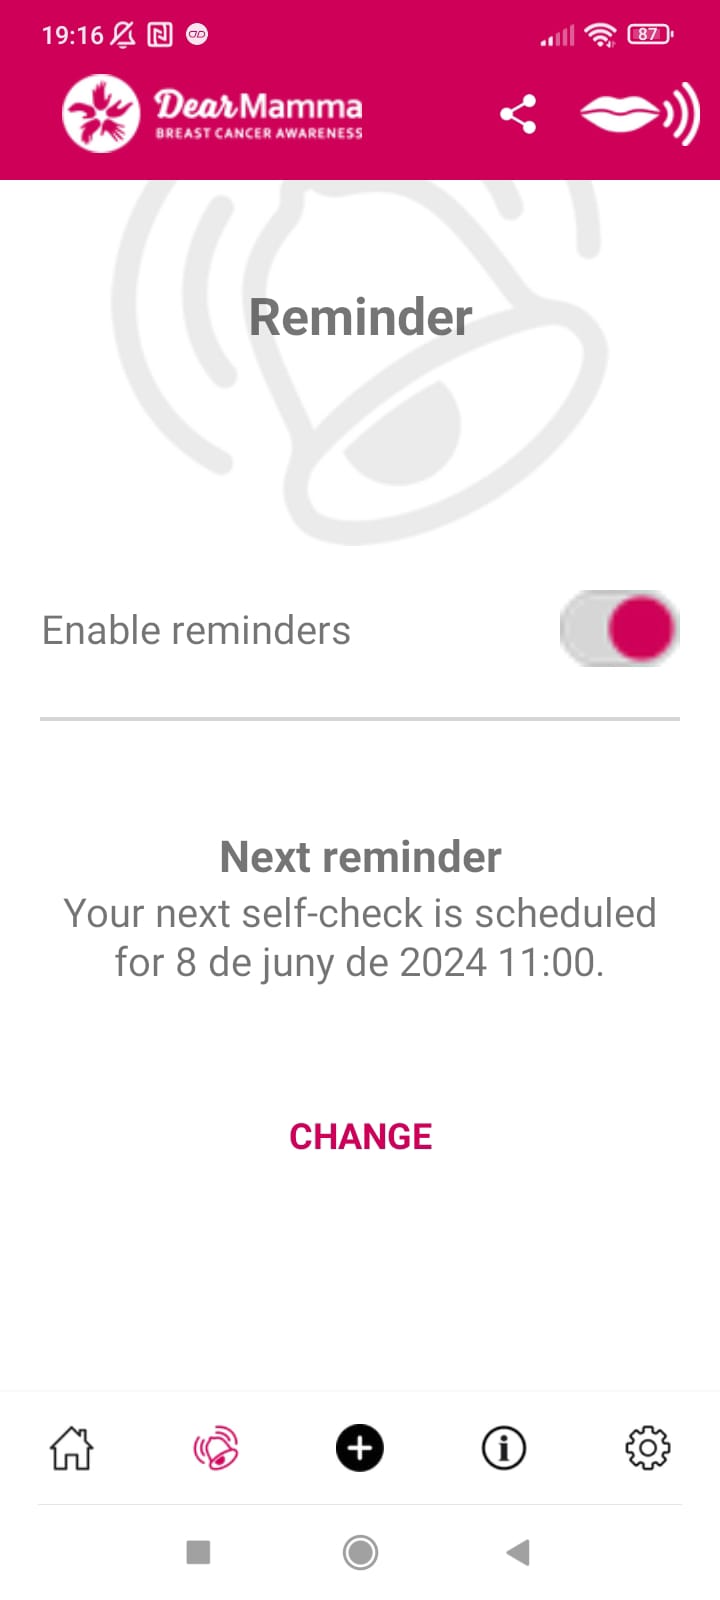 19:16
87
DearMamma
BREAST CANCER AWARENESS
Reminder
Enable reminders
Next reminder
Your next self-check is scheduled
for 8 de juny de 2024 11:00.
CHANGE